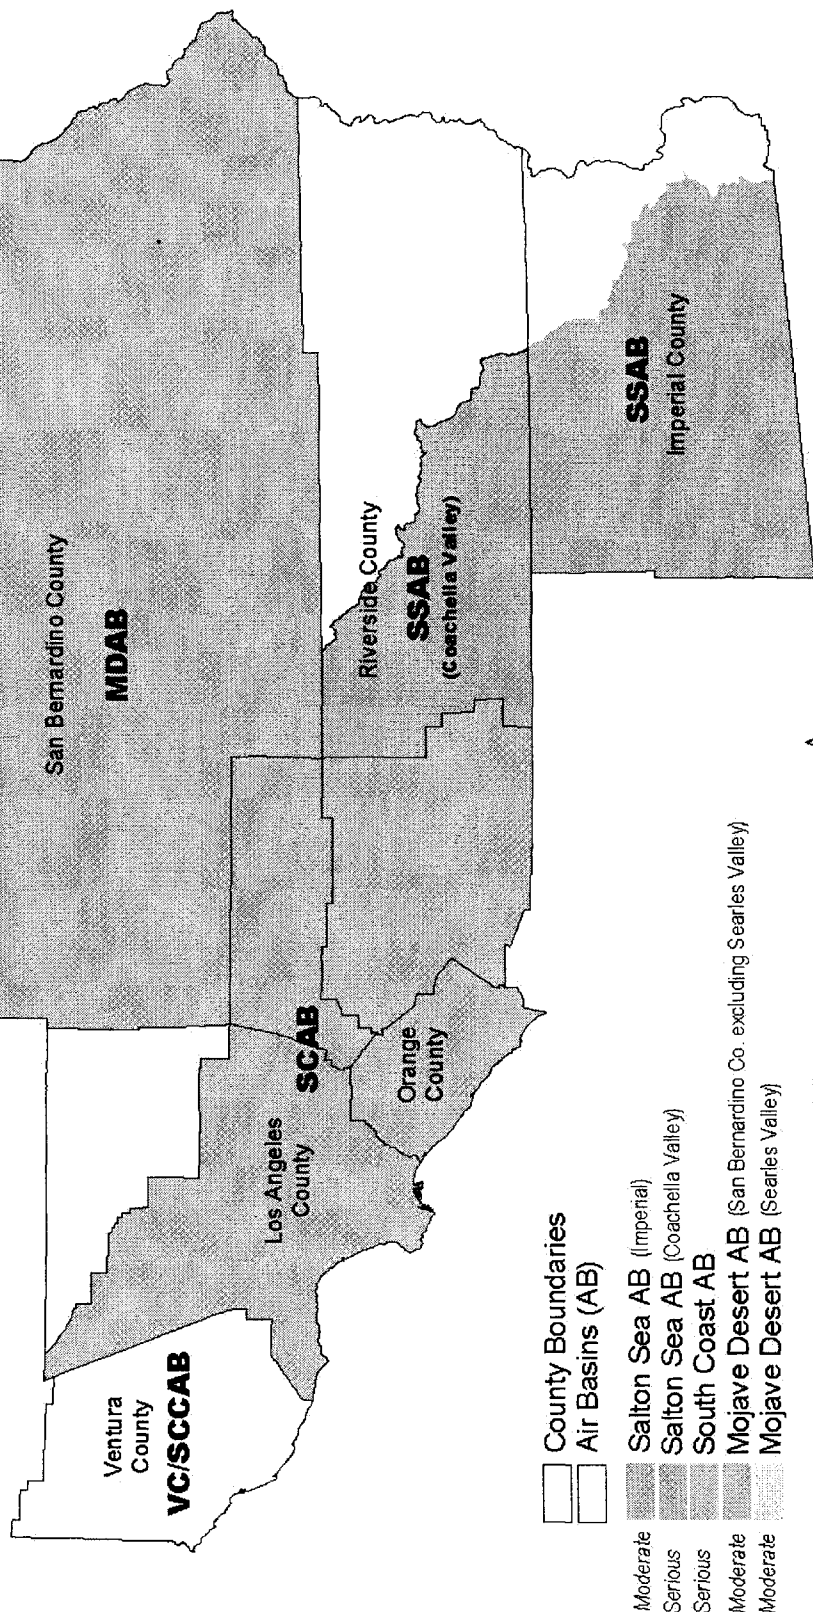 San Bernardino County
MDAB
Riverside County
SSAB
(Coachella Valley)
SSAB
Imperial County
SCAB
Orange
County
Los Angeles
County
Ventura
County
VC/SCCAB
County Boundaries
Air Basins (AB)
Moderate Salton Sea AB (Imperial)
Serious Salton Sea AB (Coachella Valley)
Serious South Coast AB
Moderate Mojave Desert AB (San Bernardino Co. excluding Searles Valley)
Moderate Mojave Desert AB (Searles Valley)